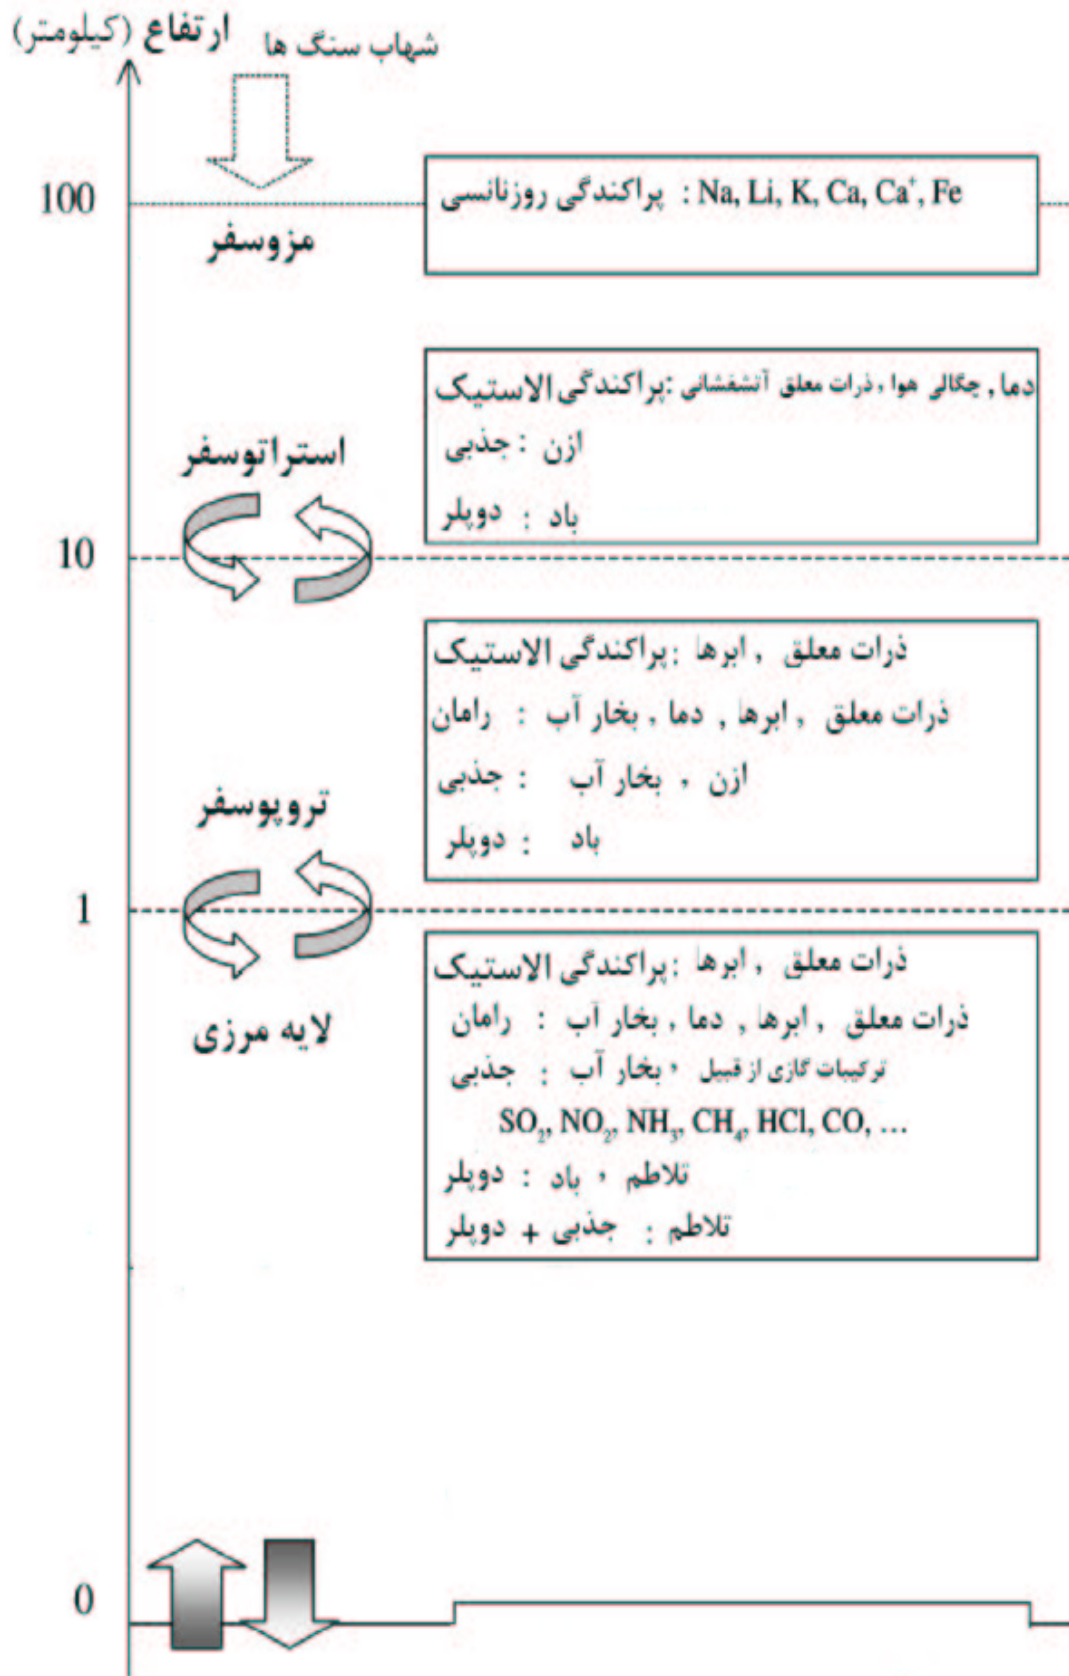 ارتفاع (کیلومتر)
شهاب سنگ ها
100
پراکندگی روزنانسی : Na, Li, K, Ca, Ca⁺, Fe
مزوسفر
پراکندگی الاستیک: دما , چگالی هوا , ذرات معلق آتشفشانی
جذبی : ازن
دوپلر : باد
استراتوسفر
10
پراکندگی الاستیک: ذرات معلق , ابرها
رامان : ذرات معلق , ابرها , دما , بخار آب
جذبی : ازن , بخار آب
دوپلر : باد
تروپوسفر
1
پراکندگی الاستیک: ذرات معلق , ابرها
رامان : ذرات معلق , ابرها , دما , بخار آب
جذبی : بخار آب , ترکیبات گازی از قبیل
SO₂, NO₂, NH₃, CH₄, HCl, CO, …
دوپلر : باد , تلاطم
جذبی + دوپلر : تلاطم
لایه مرزی
0